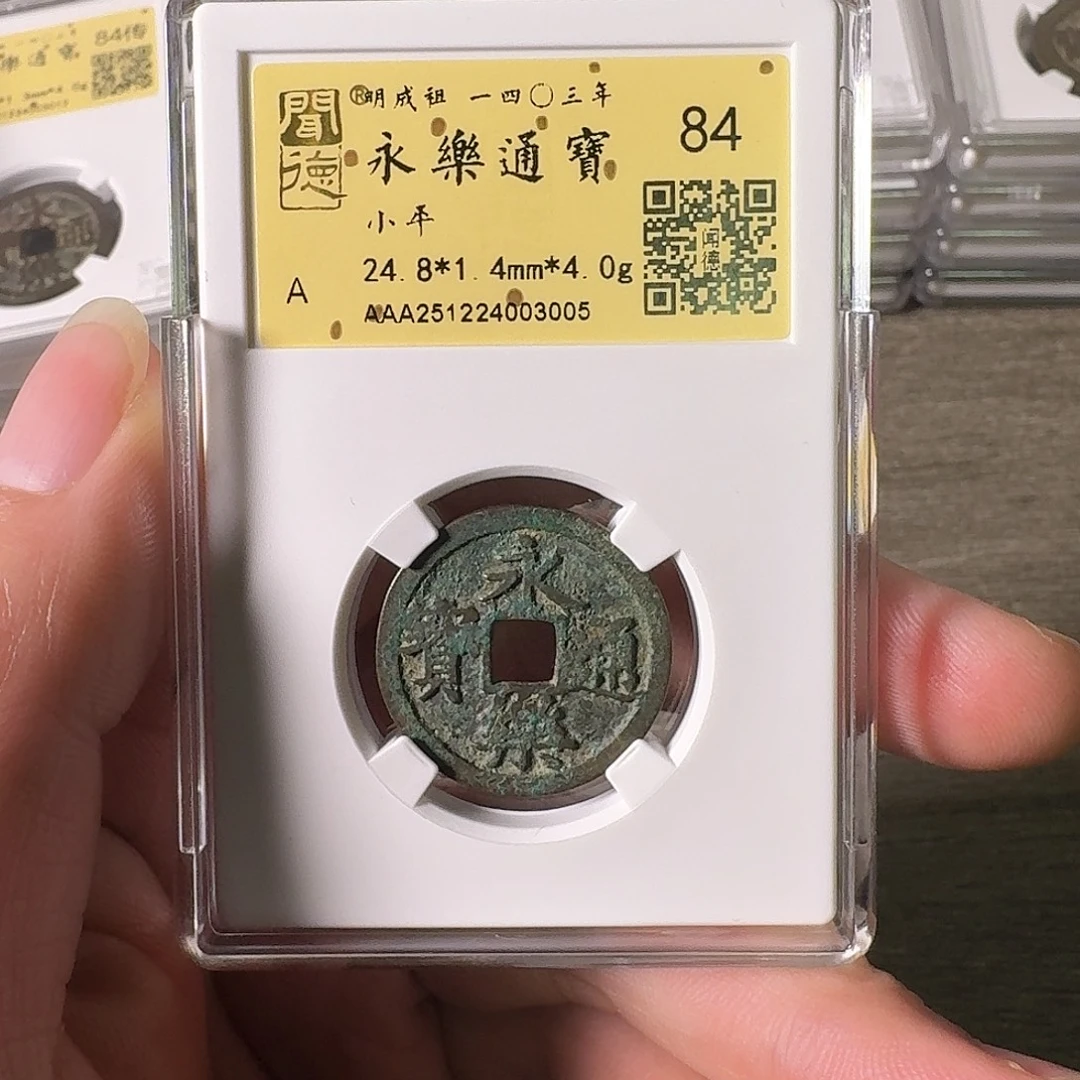 聞德
®明成祖 一四〇三年
永樂通寶
84
小平
24.8*1.4mm*4.0g
A
AAA251224003005
闻德
永
寶 通
樂
84